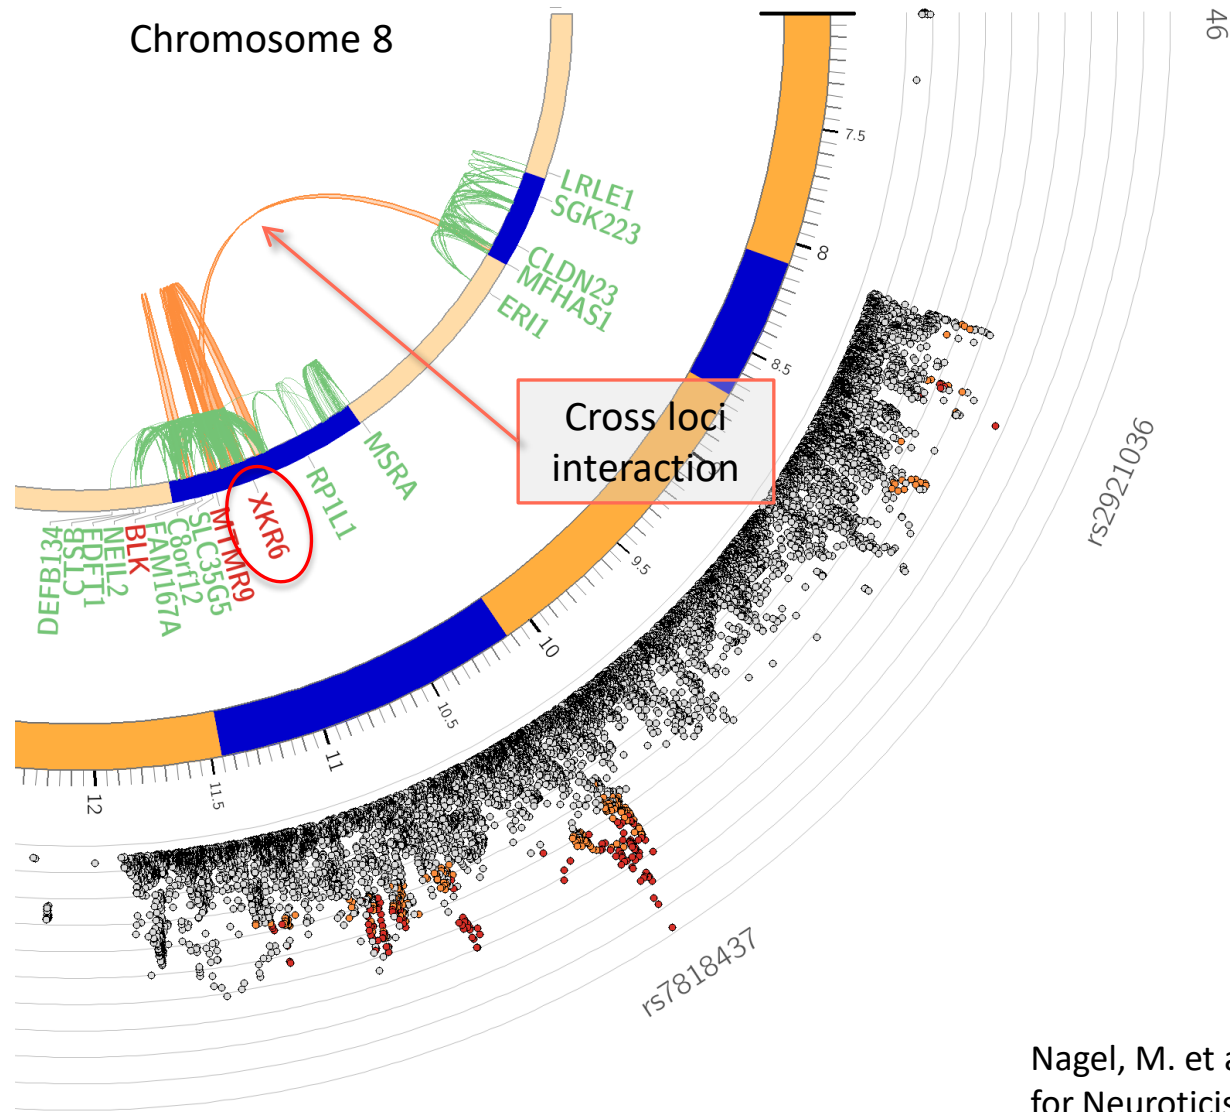 Chromosome 8
46
7.5
8
8.5
9.5
10
10.5
11
11.5
12
LRLE1
SGK223
CLDN23
MFHAS1
ERI1
MSRA
RP1L1
XKR6
MTMR9
SLC35G5
C8orf12
FAM167A
BLK
NEIL2
FDFT1
CTSB
DEFB134
Cross loci
interaction
rs2921036
rs7818437
Nagel, M. et a
for Neuroticis